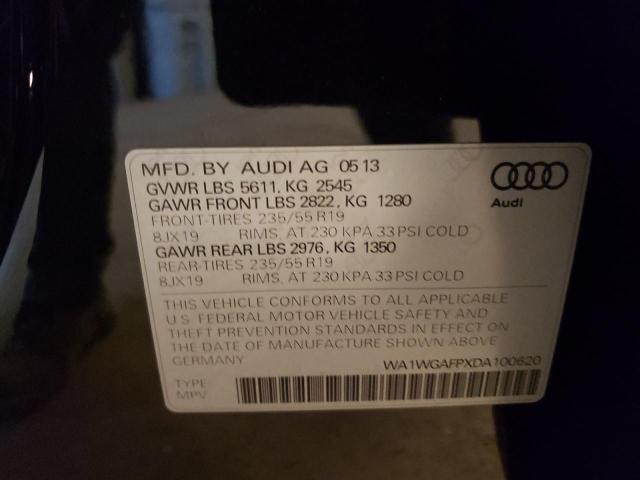 MFD. BY AUDI AG 05 13
GVWR LBS 5611, KG 2545
GAWR FRONT LBS 2822, KG 1280
FRONT-TIRES 235/55 R19
8JX19 RIMS, AT 230 KPA 33 PSI COLD
GAWR REAR LBS 2976, KG 1350
REAR-TIRES 235/55 R19
8JX19 RIMS, AT 230 KPA 33 PSI COLD
THIS VEHICLE CONFORMS TO ALL APPLICABLE
U.S. FEDERAL MOTOR VEHICLE SAFETY AND
THEFT PREVENTION STANDARDS IN EFFECT ON
THE DATE OF MANUFACTURE SHOWN ABOVE
GERMANY
WA1WGAFPXDA100620
TYPE
MPV
Audi